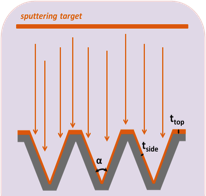 sputtering target
t_top
t_side
α